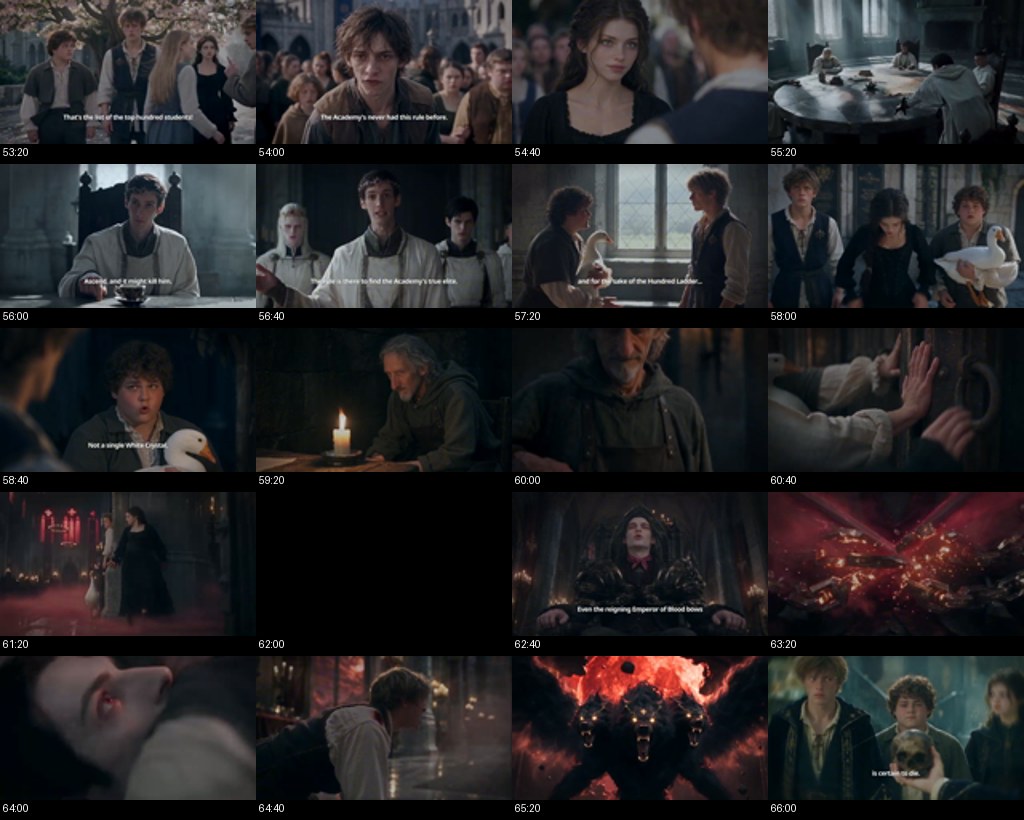 That's the list of the top hundred students!
The Academy's never had this rule before.
53:20
54:00
54:40
55:20
Ascend, and it might kill him.
The rule is there to find the Academy's true elite.
and for the sake of the Hundred Ladder...
56:00
56:40
57:20
58:00
Not a single White Crystal.
58:40
59:20
60:00
60:40
Even the reigning Emperor of Blood bows
61:20
62:00
62:40
63:20
is certain to die.
64:00
64:40
65:20
66:00